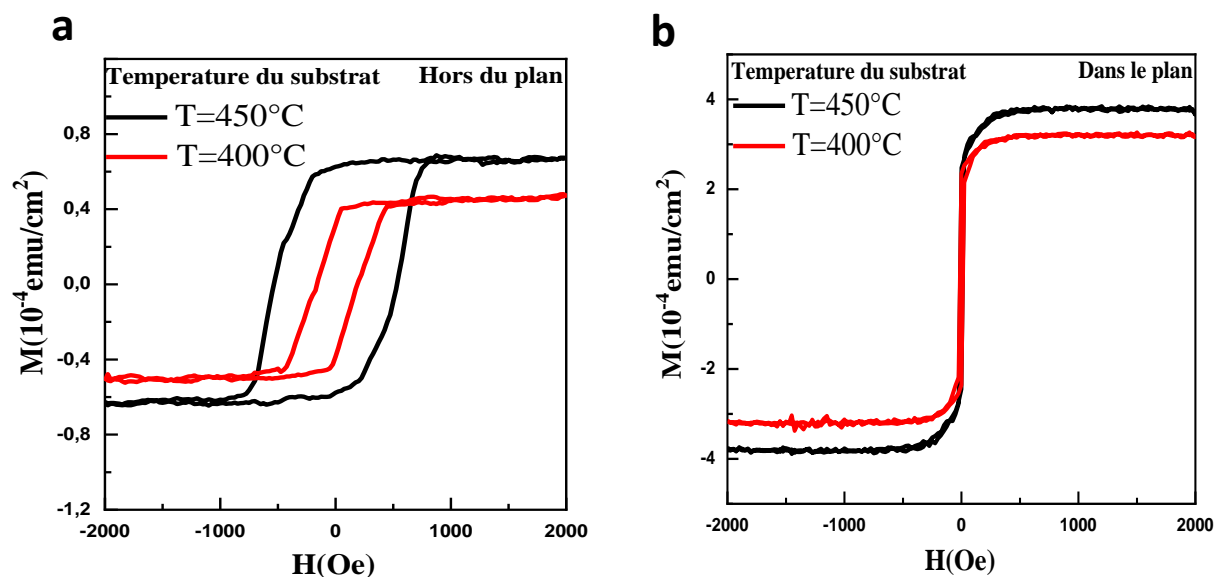 a
Temperature du substrat
Hors du plan
T=450°C
T=400°C
0,8
0,4
0,0
-0,4
-0,8
-1,2
M(10⁻⁴emu/cm²)
-2000 -1000 0 1000 2000
H(Oe)
b
Temperature du substrat
Dans le plan
T=450°C
T=400°C
4
2
0
-2
-4
M(10⁻⁴emu/cm²)
-2000 -1000 0 1000 2000
H(Oe)